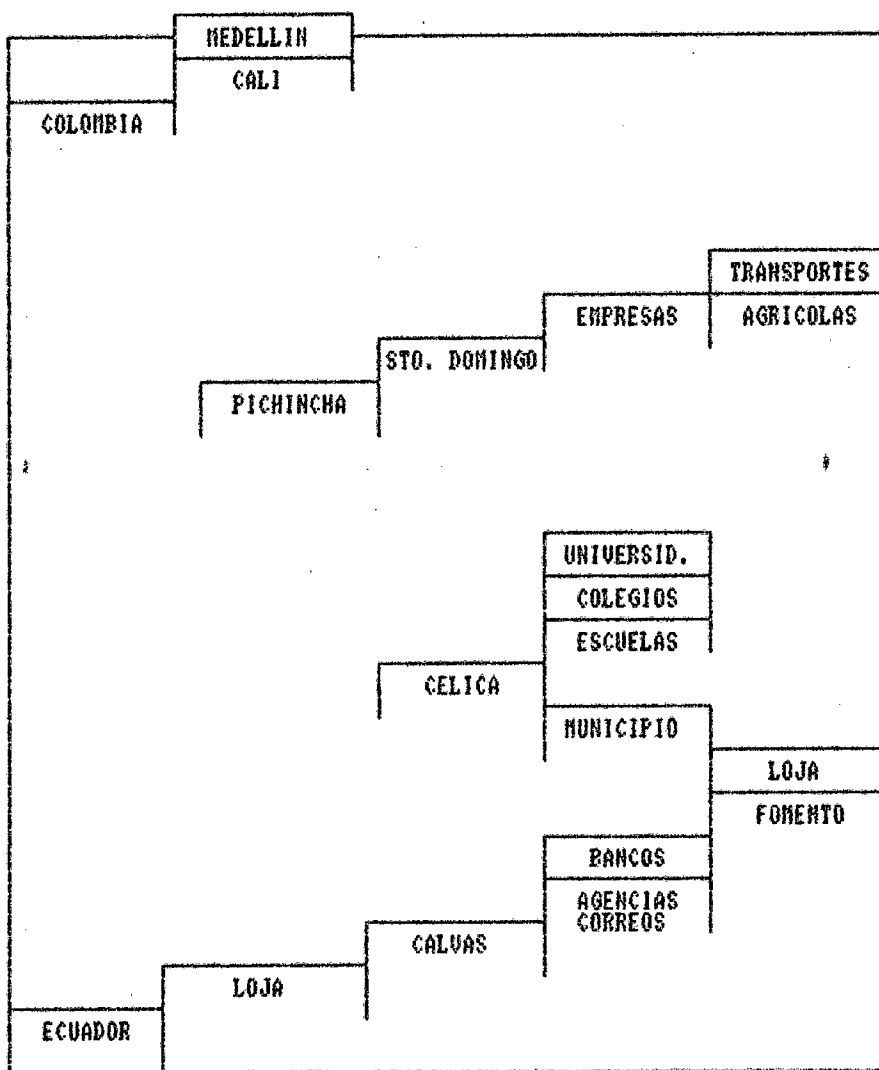 MEDELLIN
CALI
COLOMBIA
TRANSPORTES
EMPRESAS
AGRICOLAS
STO. DOMINGO
PICHINCHA
UNIVERSID.
COLEGIOS
ESCUELAS
CELICA
MUNICIPIO
LOJA
FOMENTO
BANCOS
AGENCIAS
CORREOS
CALVAS
LOJA
ECUADOR